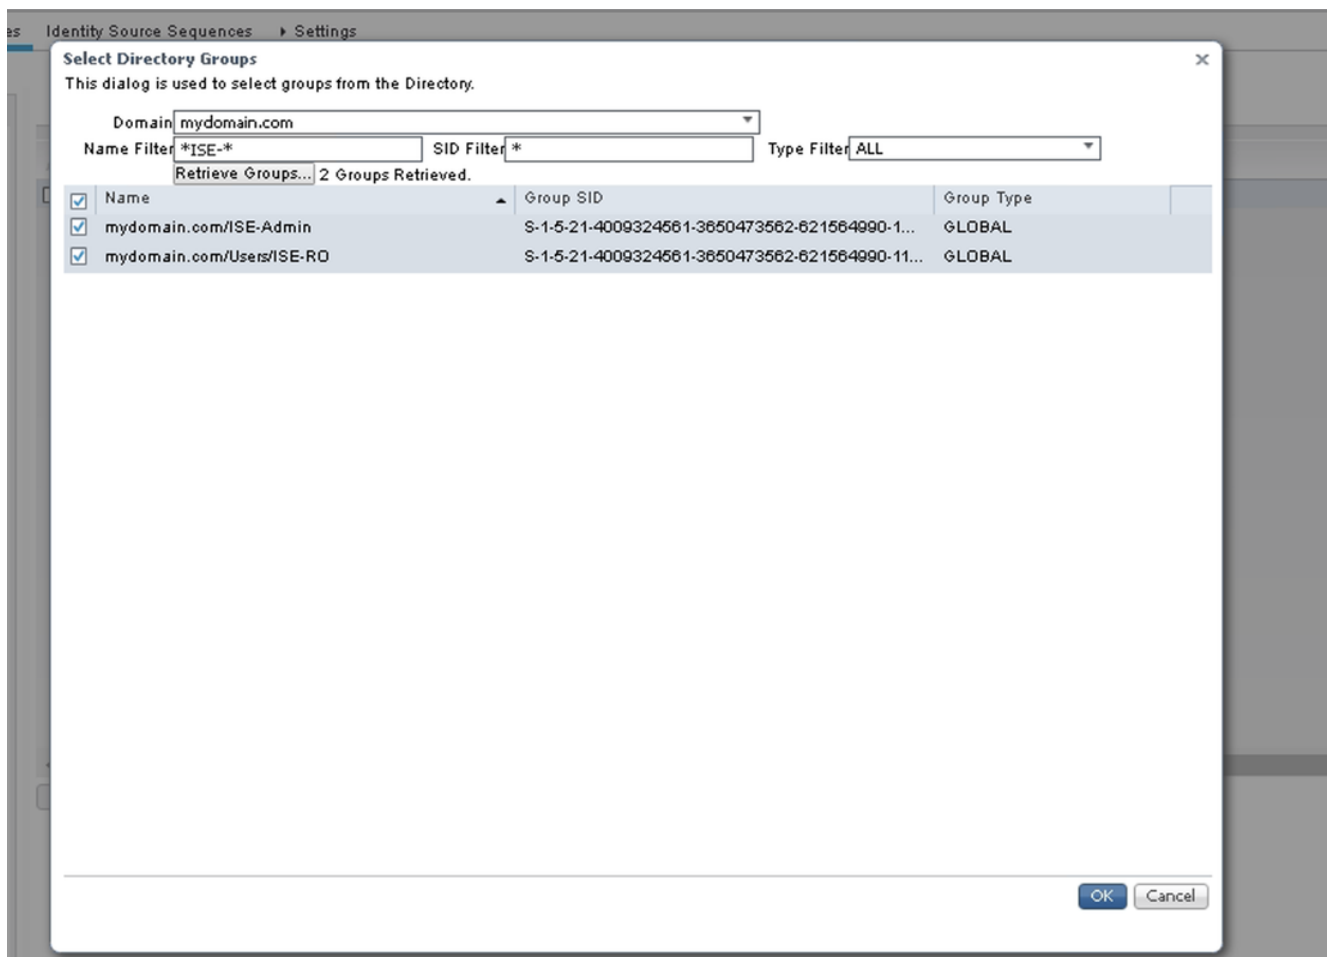 es Identity Source Sequences Settings
Select Directory Groups
This dialog is used to select groups from the Directory.
Domain mydomain.com
Name Filter *ISE-* SID Filter * Type Filter ALL
Retrieve Groups... 2 Groups Retrieved.
Name Group SID Group Type
mydomain.com/ISE-Admin S-1-5-21-4009324561-3650473562-621564990-1... GLOBAL
mydomain.com/Users/ISE-RO S-1-5-21-4009324561-3650473562-621564990-11... GLOBAL
OK Cancel